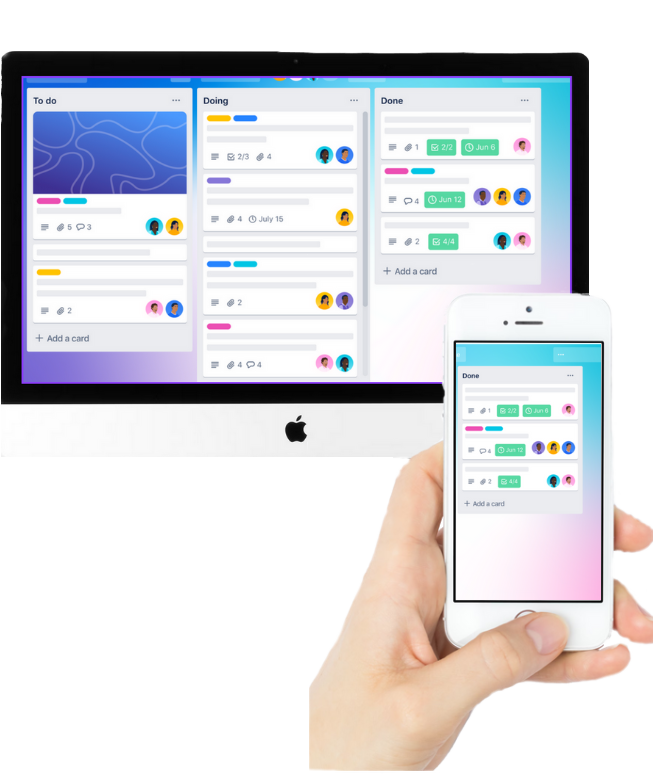 To do
5 3
2
+ Add a card
Doing
2/3 4
4 July 15
2
4 4
Done
1 2/2 Jun 6
4 Jun 12
2 4/4
+ Add a card
Done
1 2/2 Jun 6
4 Jun 12
2 4/4
+ Add a card